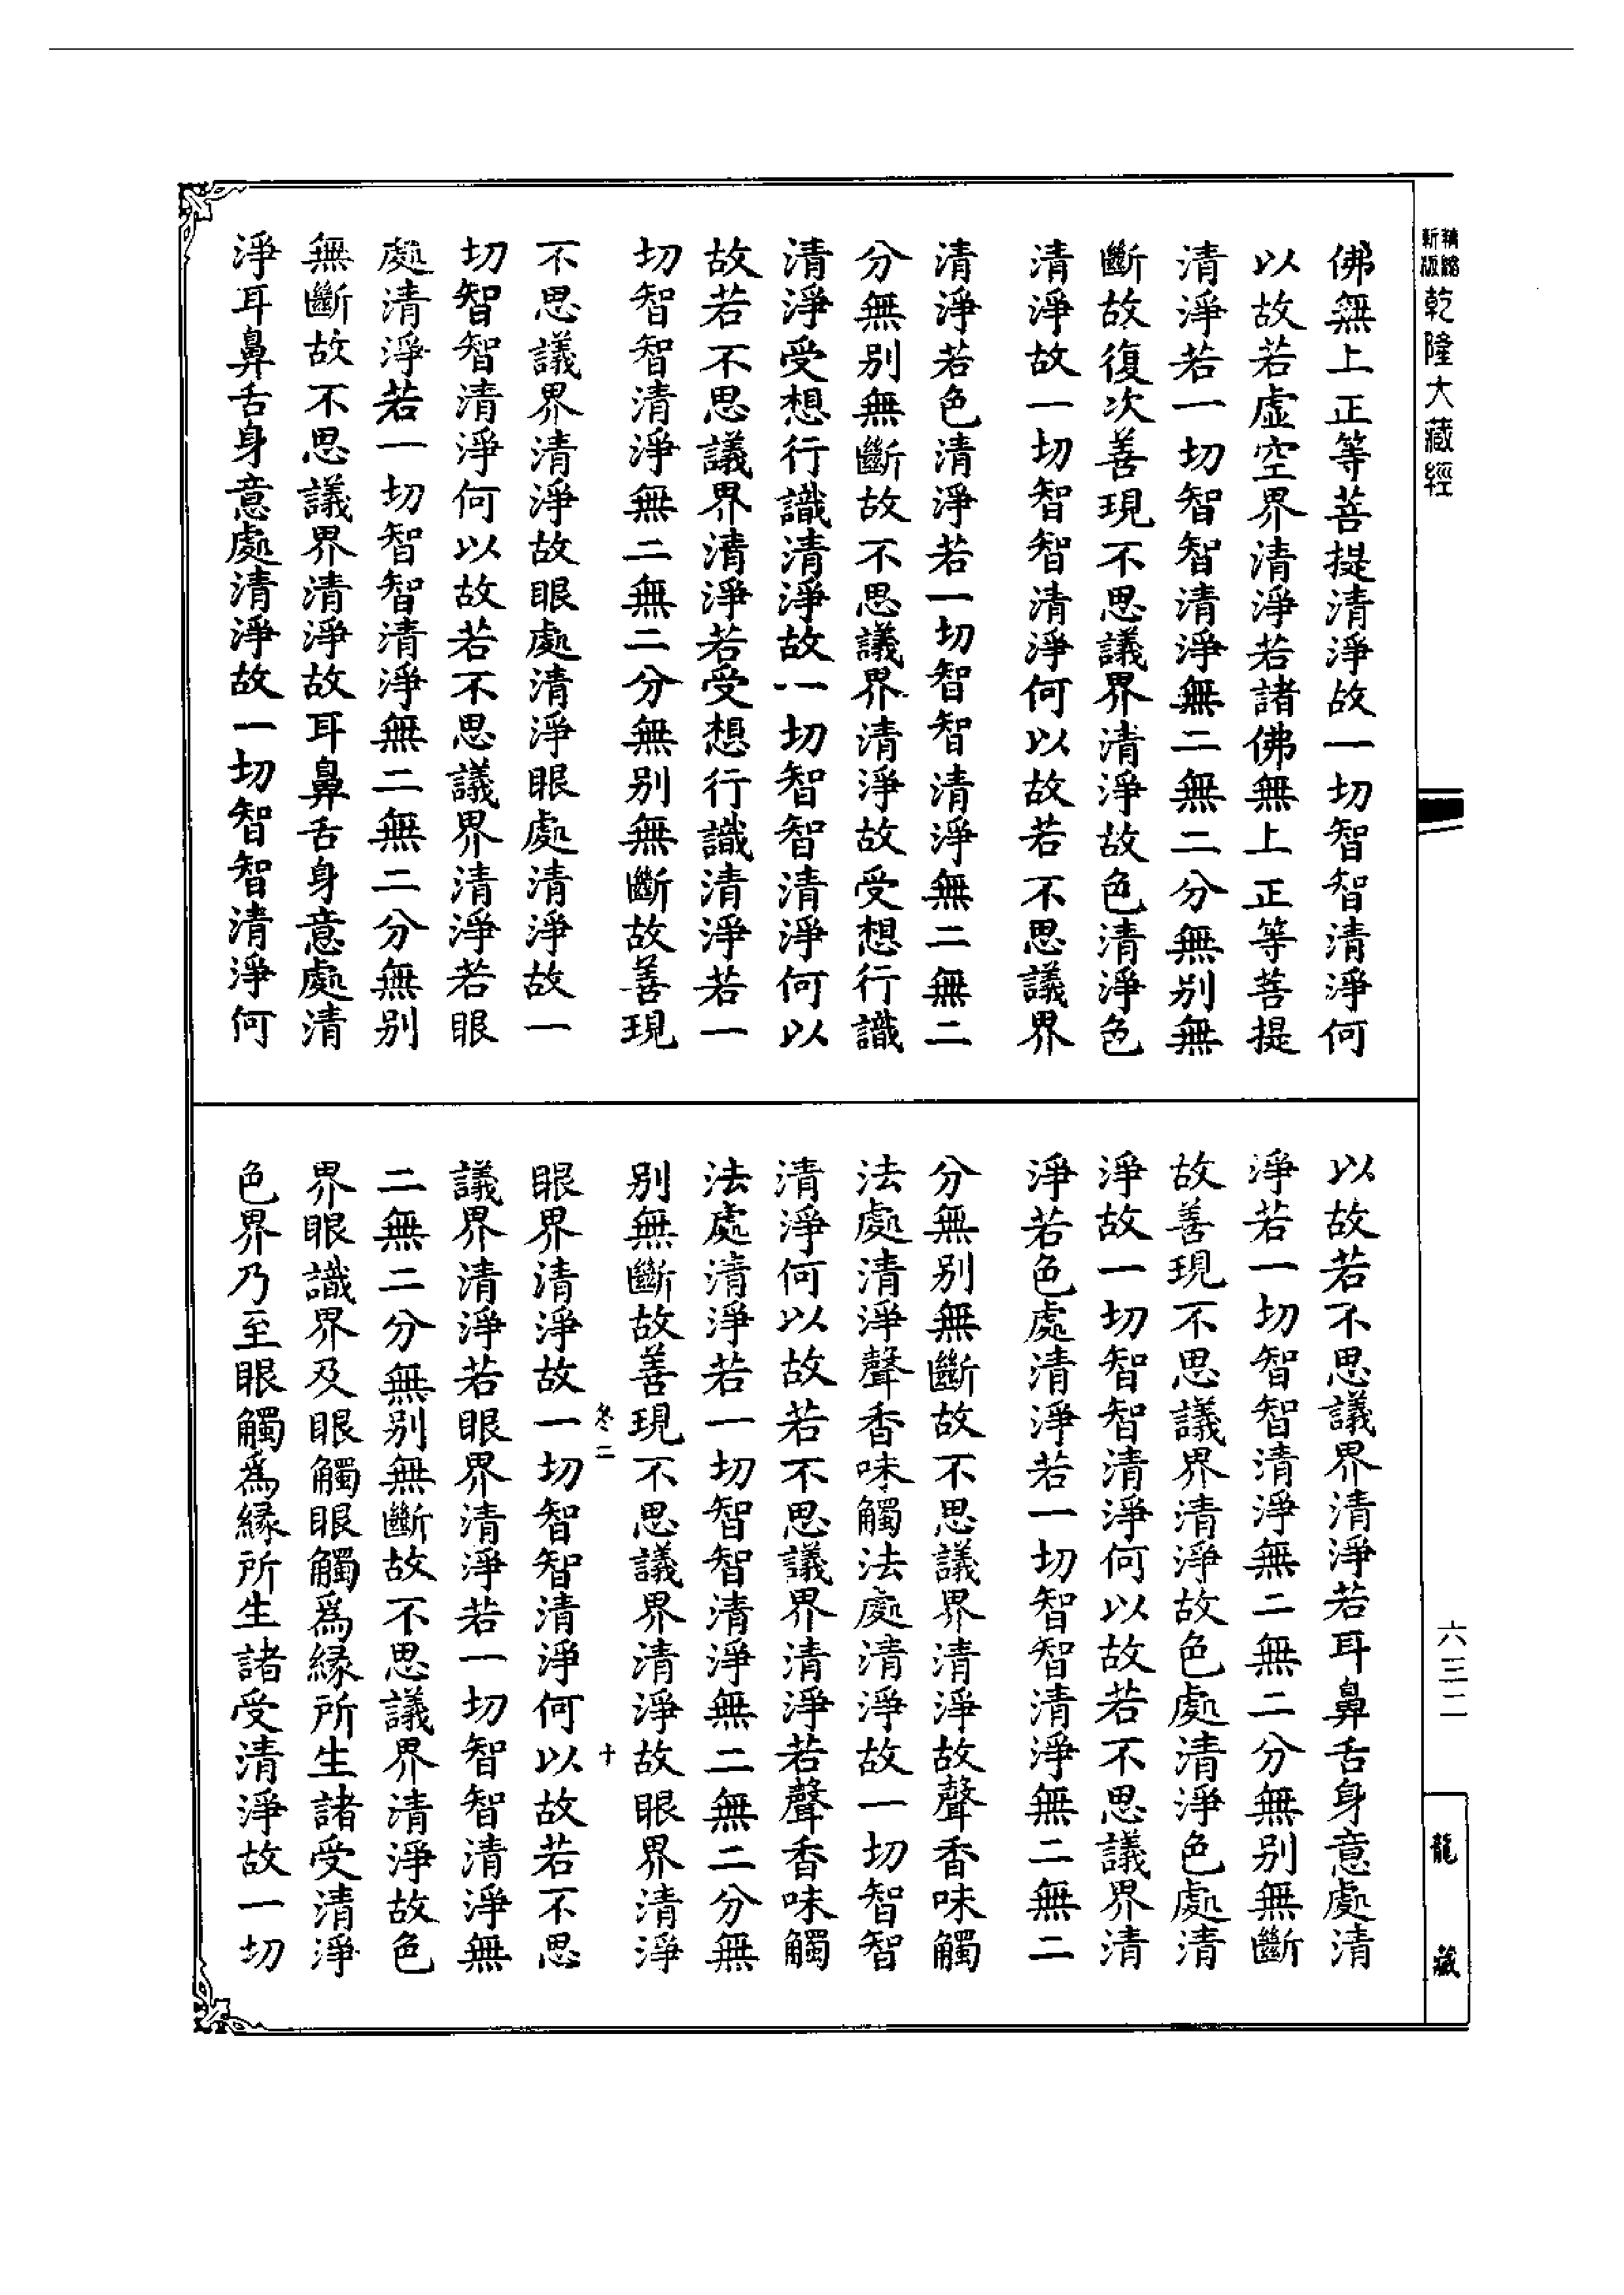 精縮新版乾隆大藏經
佛無上正等菩提清淨故一切智智清淨何
以故若虛空界清淨若諸佛無上正等菩提
清淨若一切智智清淨無二無二分無別無
斷故復次善現不思議界清淨故色清淨色
清淨故一切智智清淨何以故若不思議界
清淨若色清淨若一切智智清淨無二無二
分無別無斷故不思議界清淨故受想行識
清淨受想行識清淨故一切智智清淨何以
故若不思議界清淨若受想行識清淨若一
切智智清淨無二無二分無別無斷故善現
不思議界清淨故眼處清淨眼處清淨故一
切智智清淨何以故若不思議界清淨若眼
處清淨若一切智智清淨無二無二分無別
無斷故不思議界清淨故耳鼻舌身意處清
淨耳鼻舌身意處清淨故一切智智清淨何
以故若不思議界清淨若耳鼻舌身意處清
淨若一切智智清淨無二無二分無別無斷
故善現不思議界清淨故色處清淨色處清
淨故一切智智清淨何以故若不思議界清
淨若色處清淨若一切智智清淨無二無二
分無別無斷故不思議界清淨故聲香味觸
法處清淨聲香味觸法處清淨故一切智智
清淨何以故若不思議界清淨若聲香味觸
法處清淨若一切智智清淨無二無二分無
別無斷故善現不思議界清淨故眼界清淨
冬二 十
眼界清淨故一切智智清淨何以故若不思
議界清淨若眼界清淨若一切智智清淨無
二無二分無別無斷故不思議界清淨故色
界眼識界及眼觸眼觸為緣所生諸受清淨
色界乃至眼觸為緣所生諸受清淨故一切
六三二
龍藏